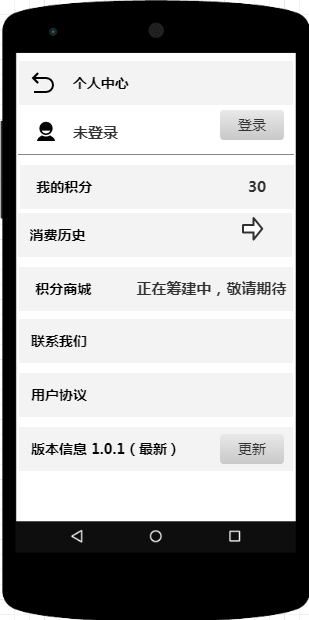 个人中心
未登录 登录
我的积分 30
消费历史
积分商城 正在筹建中，敬请期待
联系我们
用户协议
版本信息 1.0.1（最新） 更新